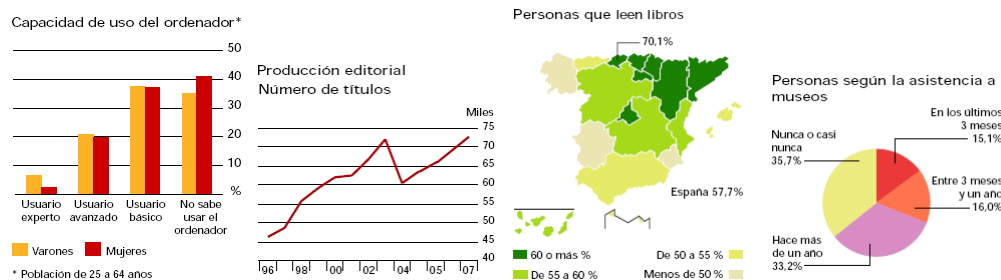 Capacidad de uso del ordenador*
50
40
30
20
10
%
Usuario experto
Usuario avanzado
Usuario básico
No sabe usar el ordenador
Varones
Mujeres
* Población de 25 a 64 años
Producción editorial
Número de títulos
Miles
75
70
65
60
55
50
45
40
96
98
00
02
04
05
07
Personas que leen libros
70,1%
España 57,7%
60 o más %
De 55 a 60 %
De 50 a 55 %
Menos de 50 %
Personas según la asistencia a
museos
En los últimos
3 meses
15,1%
Nunca o casi
nunca
35,7%
Entre 3 meses
y un año
16,0%
Hace más
de un año
33,2%